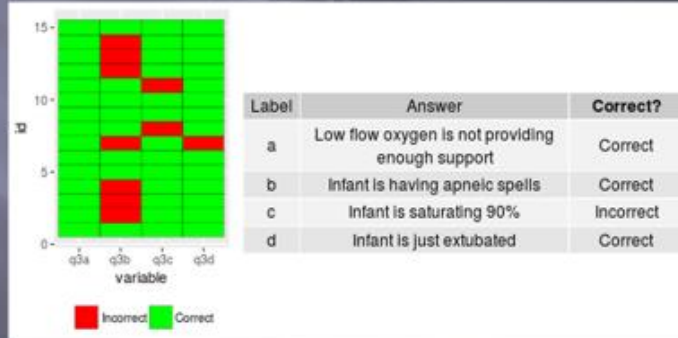 15-
10-
5-
0-
id
q3a q3b q3c q3d
variable
Incorrect Correct
Label Answer Correct?
a Low flow oxygen is not providing
enough support Correct
b Infant is having apneic spells Correct
c Infant is saturating 90% Incorrect
d Infant is just extubated Correct